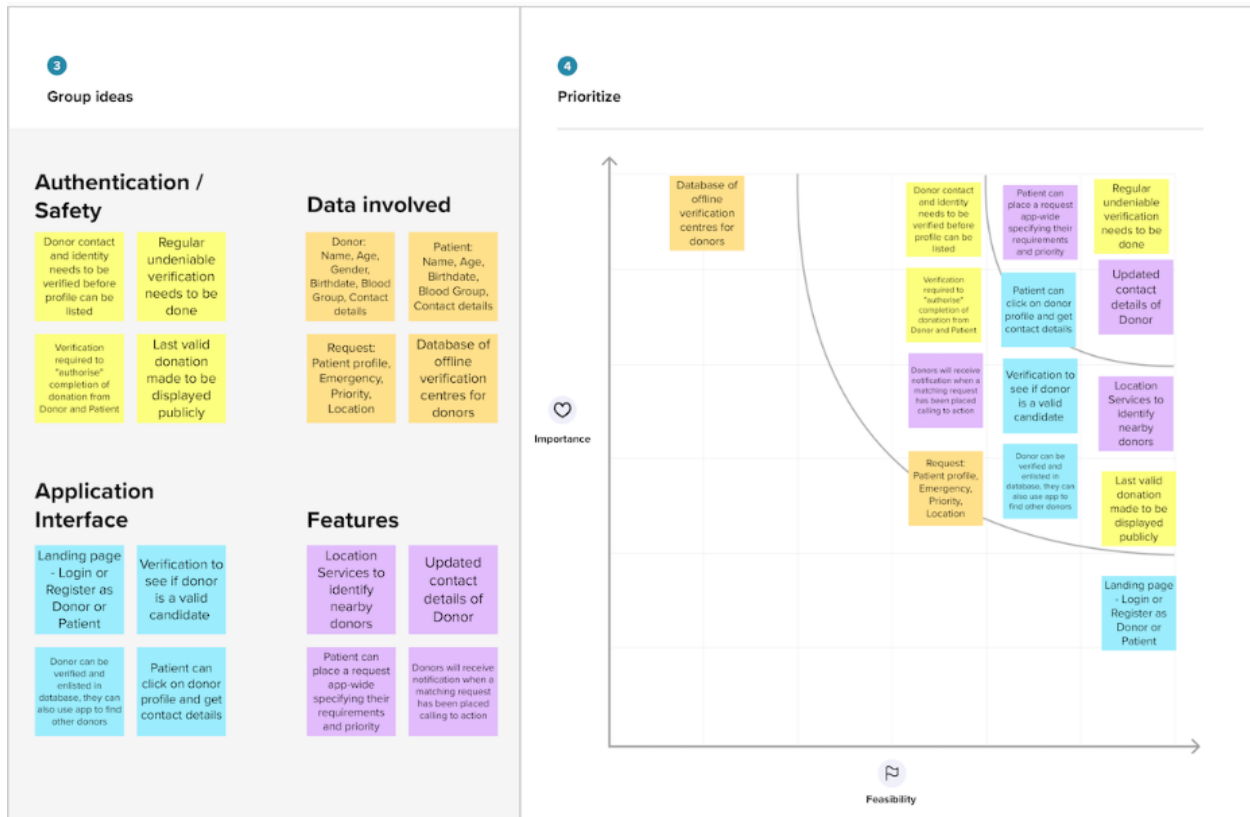 3
Group ideas
Authentication /
Safety
Donor contact
and identity
needs to be
verified before
profile can be
listed
Regular
undeniable
verification
needs to be
done
Verification
required to
"authorise"
completion of
donation from
Donor and Patient
Last valid
donation
made to be
displayed
publicly
Data involved
Donor:
Name, Age,
Gender,
Birthdate, Blood
Group, Contact
details
Patient:
Name, Age,
Birthdate,
Blood Group,
Contact details
Request:
Patient profile,
Emergency,
Priority,
Location
Database of
offline
verification
centres for
donors
Application
Interface
Landing page
- Login or
Register as
Donor or
Patient
Verification to
see if donor
is a valid
candidate
Donor can be
verified and
enlisted in
database, they can
also use app to find
other donors
Patient can
click on donor
profile and get
contact details
Features
Location
Services to
identify
nearby
donors
Updated
contact
details of
Donor
Patient can
place a request
app-wide
specifying their
requirements
and priority
Donors will receive
notification when a
matching request
has been placed
calling to action
4
Prioritize
Importance
Database of
offline
verification
centres for
donors
Donor contact
and identity
needs to be
verified before
profile can be
listed
Patient can
place a request
app-wide
specifying their
requirements
and priority
Regular
undeniable
verification
needs to be
done
Verification
required to
"authorise"
completion of
donation from
Donor and Patient
Patient can
click on donor
profile and get
contact details
Updated
contact
details of
Donor
Donors will receive
notification when a
matching request
has been placed
calling to action
Verification to
see if donor
is a valid
candidate
Location
Services to
identify
nearby
donors
Request:
Patient profile,
Emergency,
Priority,
Location
Donor can be
verified and
enlisted in
database, they can
also use app to find
other donors
Last valid
donation
made to be
displayed
publicly
Landing page
- Login or
Register as
Donor or
Patient
Feasibility